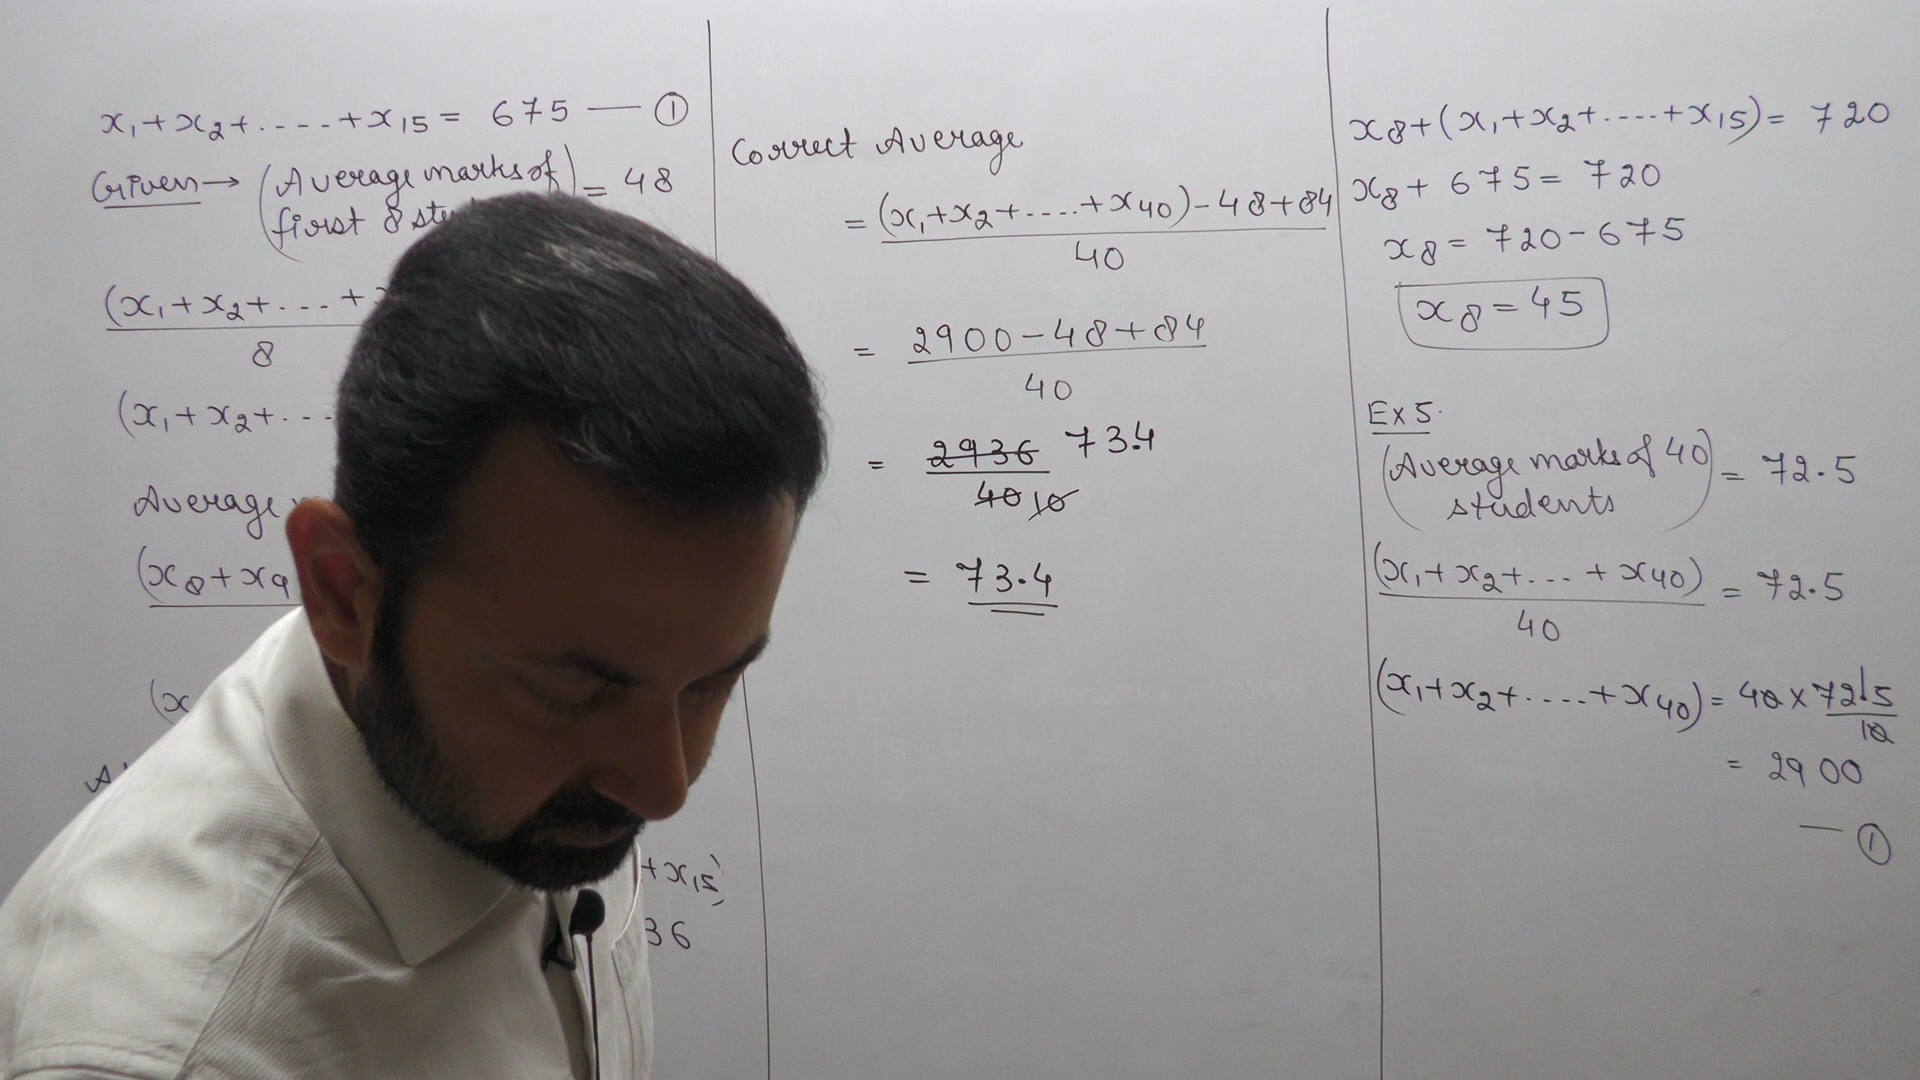 x₁+x₂+.----+x₁₅= 675 — ①
Given→ (Average marks of
first 8 = 48
(x₁+x₂+. --- +
8
(x₁+x₂+. --
Average
(x₈+x₉
(x
+x₁₅)
36
Correct Average
= (x₁+x₂+....+x₄₀)-48+84
40
= 2900-48+84
40
= 2936 73.4
40 10
= 73.4
x₈+(x₁+x₂+.---+x₁₅)= 720
x₈+ 675= 720
x₈= 720-675
x₈=45
Ex 5.
(Average marks of 40
students) = 72.5
(x₁+x₂+... +x₄₀) = 72.5
40
(x₁+x₂+....+x₄₀)= 40×725
10
= 2900
— ①